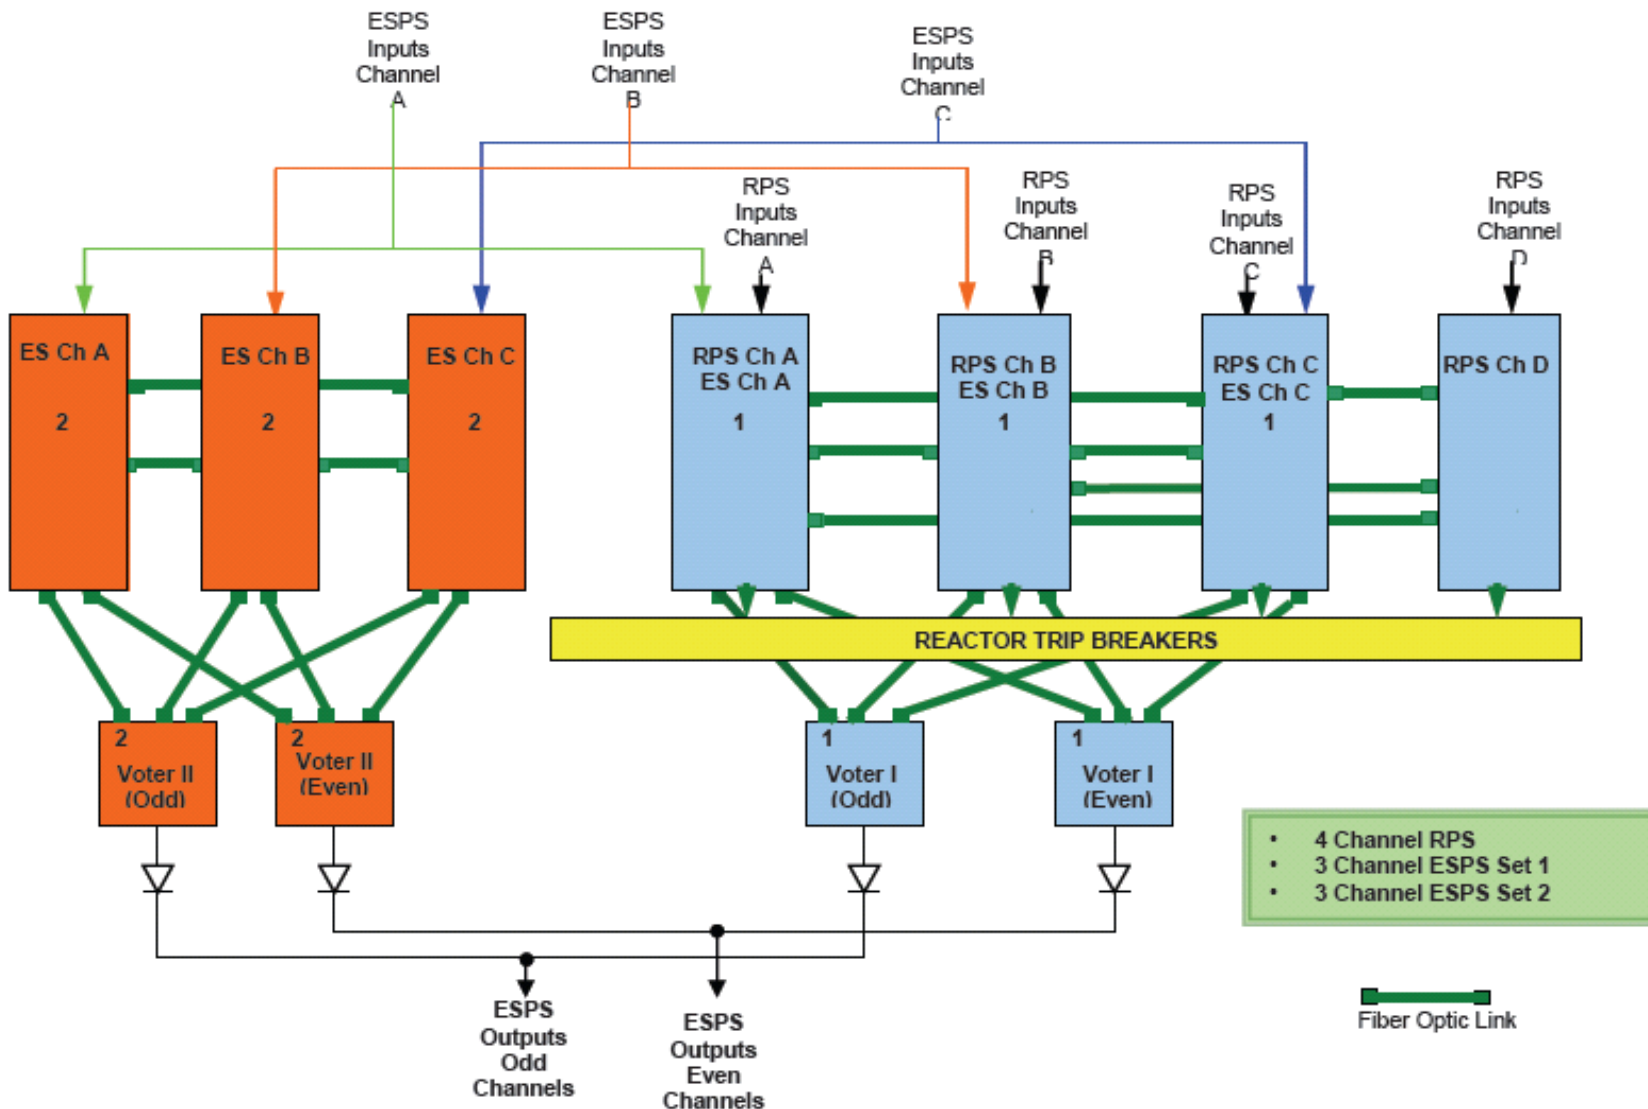 ESPS
Inputs
Channel
A
ESPS
Inputs
Channel
B
ESPS
Inputs
Channel
C
RPS
Inputs
Channel
A
RPS
Inputs
Channel
B
RPS
Inputs
Channel
C
RPS
Inputs
Channel
D
ES Ch A
2
ES Ch B
2
ES Ch C
2
RPS Ch A
ES Ch A
1
RPS Ch B
ES Ch B
1
RPS Ch C
ES Ch C
1
RPS Ch D
REACTOR TRIP BREAKERS
2
Voter II
(Odd)
2
Voter II
(Even)
1
Voter I
(Odd)
1
Voter I
(Even)
• 4 Channel RPS
• 3 Channel ESPS Set 1
• 3 Channel ESPS Set 2
ESPS
Outputs
Odd
Channels
ESPS
Outputs
Even
Channels
Fiber Optic Link